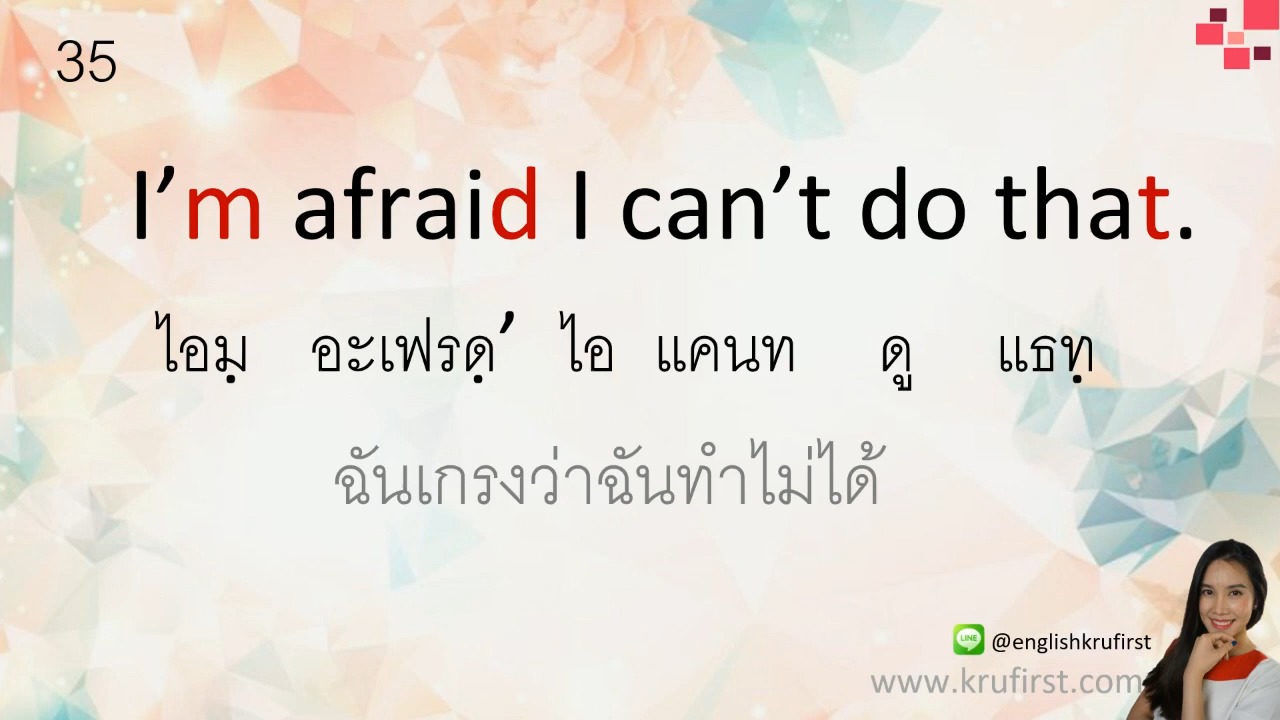 35
I’m afraid I can’t do that.
ไอมฺ อะเฟรดฺ’ ไอ แคนท ดู แธทฺ
ฉันเกรงว่าฉันทำไม่ได้
LINE @englishkrufirst
www.krufirst.com